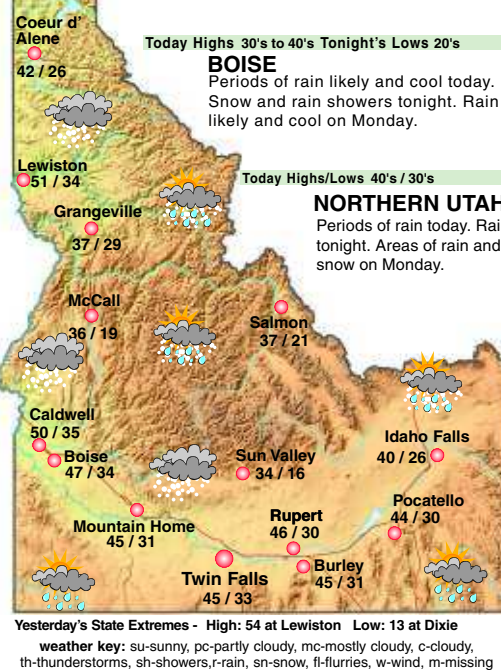 Coeur d'
Alene
42 / 26
Today Highs 30's to 40's Tonight's Lows 20's
BOISE
Periods of rain likely and cool today.
Snow and rain showers tonight. Rain
likely and cool on Monday.
Lewiston
51 / 34
Today Highs/Lows 40's / 30's
NORTHERN UTAH
Periods of rain today. Rai
tonight. Areas of rain and
snow on Monday.
Grangeville
37 / 29
McCall
36 / 19
Salmon
37 / 21
Caldwell
50 / 35
Boise
47 / 34
Sun Valley
34 / 16
Idaho Falls
40 / 26
Mountain Home
45 / 31
Rupert
46 / 30
Pocatello
44 / 30
Twin Falls
45 / 33
Burley
45 / 31
Yesterday's State Extremes - High: 54 at Lewiston Low: 13 at Dixie
weather key: su-sunny, pc-partly cloudy, mc-mostly cloudy, c-cloudy,
th-thunderstorms, sh-showers,r-rain, sn-snow, fl-flurries, w-wind, m-missing